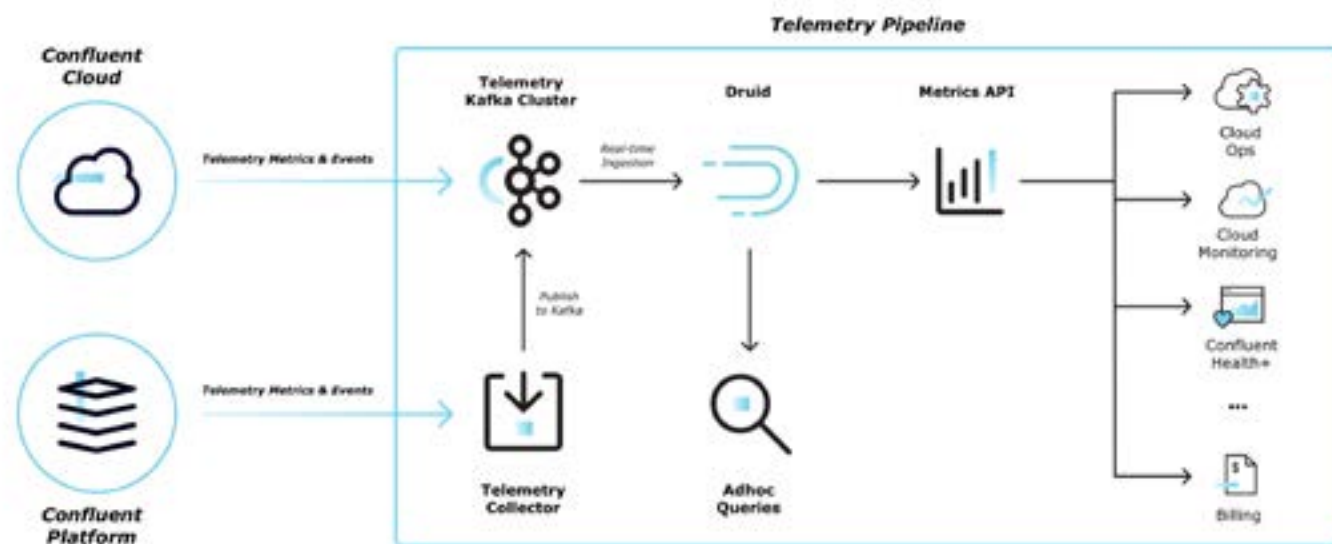 Telemetry Pipeline
Confluent
Cloud
Telemetry Metrics & Events
Telemetry
Kafka Cluster
Real-time
Ingestion
Druid
Metrics API
Cloud
Ops
Cloud
Monitoring
Publish
to Kafka
Confluent
Health+
...
Telemetry Metrics & Events
Telemetry
Collector
Adhoc
Queries
$
Billing
Confluent
Platform